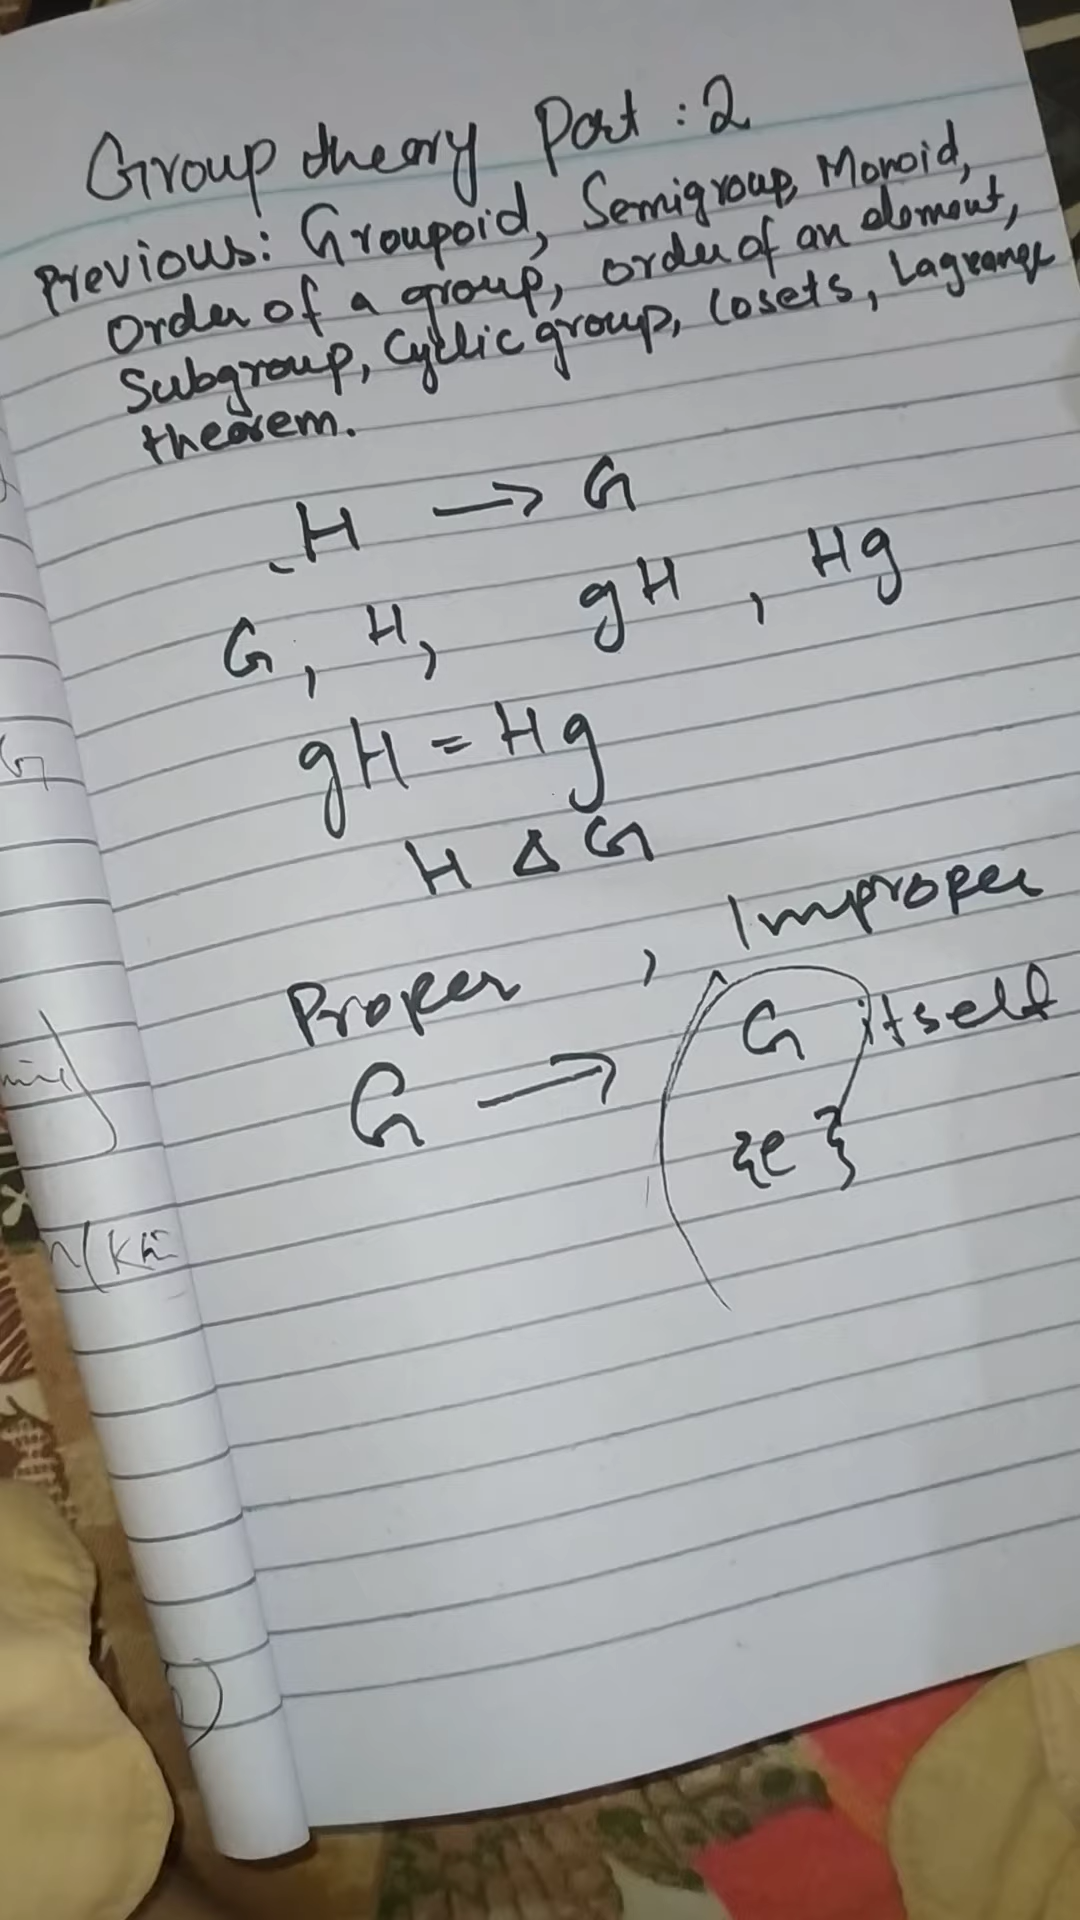 Group theory Part : 2
Previous: Groupoid, Semigroup, Monoid,
Order of a group, order of an element,
Subgroup, Cyclic group, Cosets, Lagrange
theorem.
H → G
G, H, gH, Hg
gH = Hg
H Δ G
Proper, Improper
G → G itself
{e}